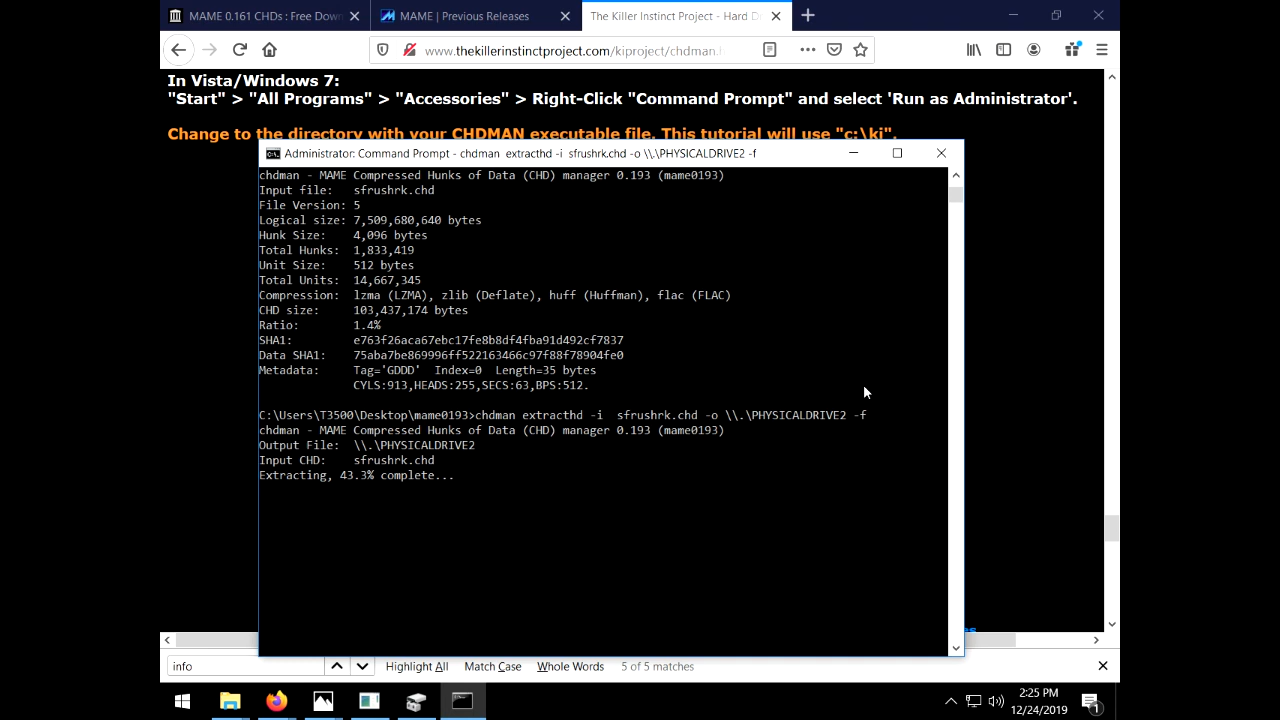 MAME 0.161 CHDs : Free Down
MAME | Previous Releases
The Killer Instinct Project - Hard D
www.thekillerinstinctproject.com/kiproject/chdman.
In Vista/Windows 7:
"Start" > "All Programs" > "Accessories" > Right-Click "Command Prompt" and select 'Run as Administrator'.
Change to the directory with your CHDMAN executable file. This tutorial will use "c:\ki".
Administrator: Command Prompt - chdman  extracthd -i  sfrushrk.chd -o \\.\PHYSICALDRIVE2 -f
chdman - MAME Compressed Hunks of Data (CHD) manager 0.193 (mame0193)
Input file:   sfrushrk.chd
File Version: 5
Logical size: 7,509,680,640 bytes
Hunk Size:    4,096 bytes
Total Hunks:  1,833,419
Unit Size:    512 bytes
Total Units:  14,667,345
Compression:  lzma (LZMA), zlib (Deflate), huff (Huffman), flac (FLAC)
CHD size:     103,437,174 bytes
Ratio:        1.4%
SHA1:         e763f26aca67ebc17fe8b8df4fba91d492cf7837
Data SHA1:    75aba7be869996ff522163466c97f88f78904fe0
Metadata:     Tag='GDDD'  Index=0  Length=35 bytes
              CYLS:913,HEADS:255,SECS:63,BPS:512.
C:\Users\T3500\Desktop\mame0193>chdman extracthd -i  sfrushrk.chd -o \\.\PHYSICALDRIVE2 -f
chdman - MAME Compressed Hunks of Data (CHD) manager 0.193 (mame0193)
Output File:  \\.\PHYSICALDRIVE2
Input CHD:    sfrushrk.chd
Extracting, 43.3% complete...
info
Highlight All
Match Case
Whole Words
5 of 5 matches
2:25 PM
12/24/2019
1